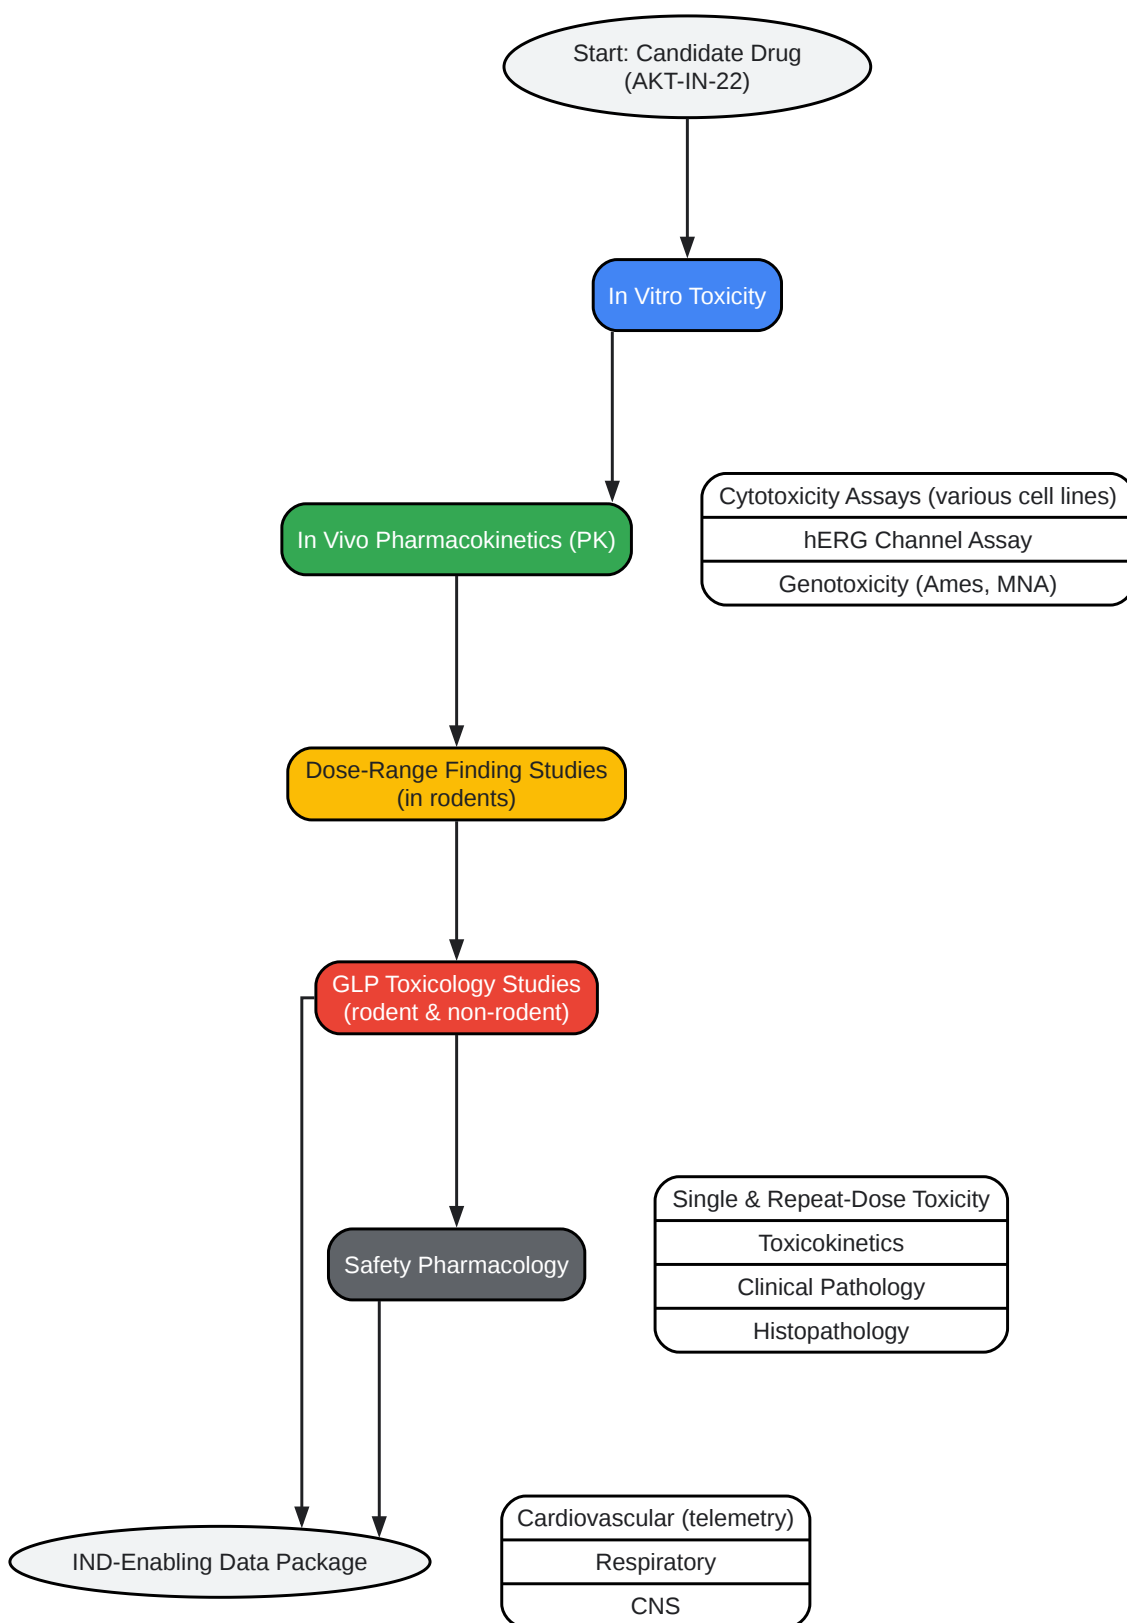 Start: Candidate Drug
(AKT-IN-22)
In Vitro Toxicity
Cytotoxicity Assays (various cell lines)
hERG Channel Assay
Genotoxicity (Ames, MNA)
In Vivo Pharmacokinetics (PK)
Dose-Range Finding Studies
(in rodents)
GLP Toxicology Studies
(rodent & non-rodent)
Single & Repeat-Dose Toxicity
Toxicokinetics
Clinical Pathology
Histopathology
Safety Pharmacology
Cardiovascular (telemetry)
Respiratory
CNS
IND-Enabling Data Package